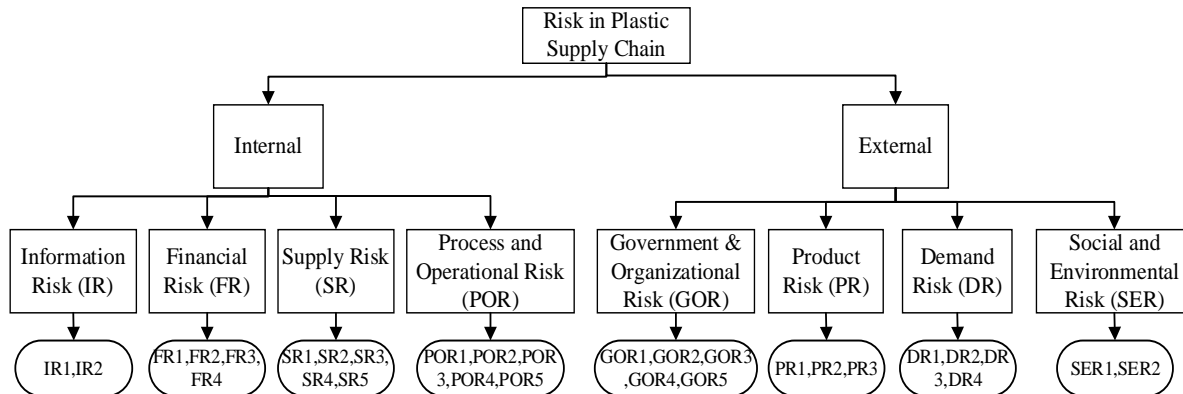 Risk in Plastic
Supply Chain
Internal
External
Information
Risk (IR)
Financial
Risk (FR)
Supply Risk
(SR)
Process and
Operational Risk
(POR)
Government &
Organizational
Risk (GOR)
Product
Risk (PR)
Demand
Risk (DR)
Social and
Environmental
Risk (SER)
IR1,IR2
FR1,FR2,FR3,
FR4
SR1,SR2,SR3,
SR4,SR5
POR1,POR2,POR
3,POR4,POR5
GOR1,GOR2,GOR3
,GOR4,GOR5
PR1,PR2,PR3
DR1,DR2,DR
3,DR4
SER1,SER2